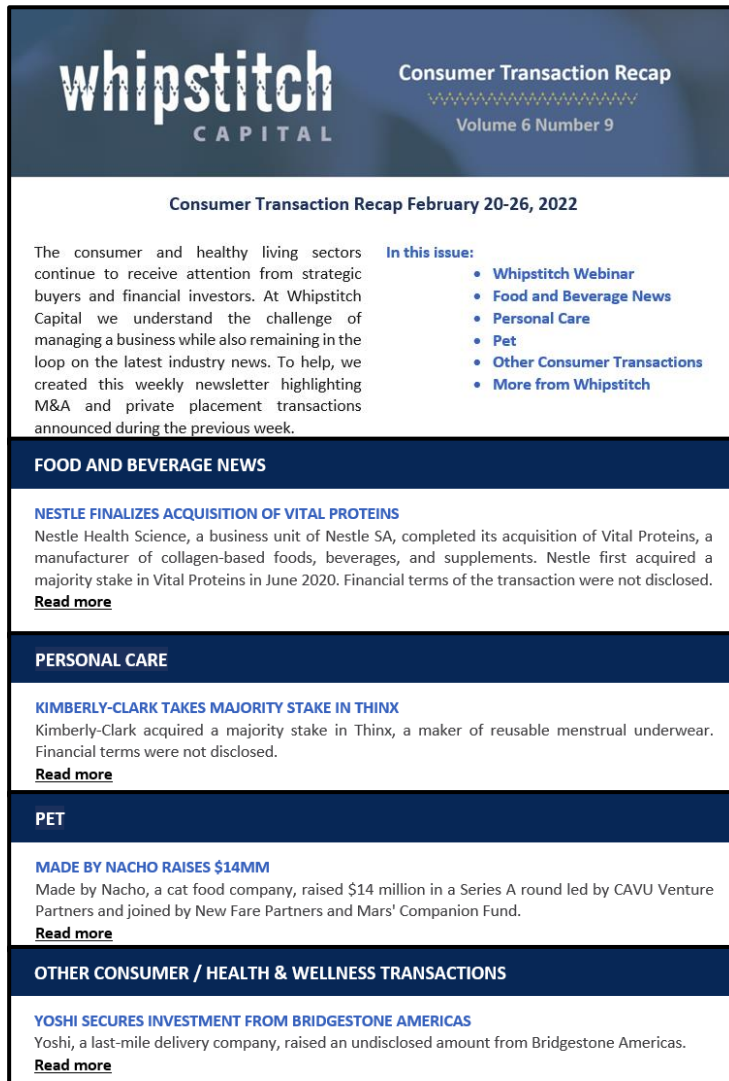 whipstitch
CAPITAL
Consumer Transaction Recap
Volume 6 Number 9
Consumer Transaction Recap February 20-26, 2022
The consumer and healthy living sectors
continue to receive attention from strategic
buyers and financial investors. At Whipstitch
Capital we understand the challenge of
managing a business while also remaining in the
loop on the latest industry news. To help, we
created this weekly newsletter highlighting
M&A and private placement transactions
announced during the previous week.
In this issue:
• Whipstitch Webinar
• Food and Beverage News
• Personal Care
• Pet
• Other Consumer Transactions
• More from Whipstitch
FOOD AND BEVERAGE NEWS
NESTLE FINALIZES ACQUISITION OF VITAL PROTEINS
Nestle Health Science, a business unit of Nestle SA, completed its acquisition of Vital Proteins, a
manufacturer of collagen-based foods, beverages, and supplements. Nestle first acquired a
majority stake in Vital Proteins in June 2020. Financial terms of the transaction were not disclosed.
Read more
PERSONAL CARE
KIMBERLY-CLARK TAKES MAJORITY STAKE IN THINX
Kimberly-Clark acquired a majority stake in Thinx, a maker of reusable menstrual underwear.
Financial terms were not disclosed.
Read more
PET
MADE BY NACHO RAISES $14MM
Made by Nacho, a cat food company, raised $14 million in a Series A round led by CAVU Venture
Partners and joined by New Fare Partners and Mars' Companion Fund.
Read more
OTHER CONSUMER / HEALTH & WELLNESS TRANSACTIONS
YOSHI SECURES INVESTMENT FROM BRIDGESTONE AMERICAS
Yoshi, a last-mile delivery company, raised an undisclosed amount from Bridgestone Americas.
Read more